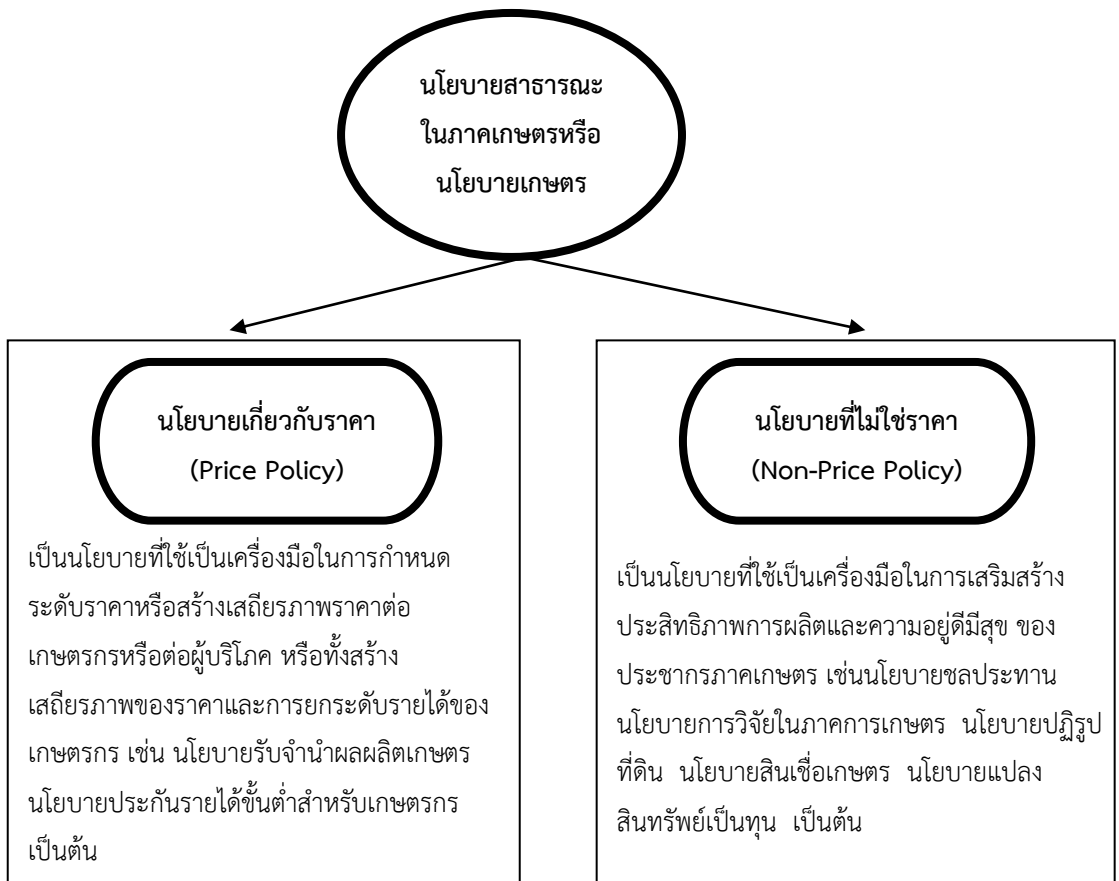 นโยบายสาธารณะ
ในภาคเกษตรหรือ
นโยบายเกษตร
นโยบายเกี่ยวกับราคา
(Price Policy)
เป็นนโยบายที่ใช้เป็นเครื่องมือในการกำหนด
ระดับราคาหรือสร้างเสถียรภาพราคาต่อ
เกษตรกรหรือต่อผู้บริโภค หรือทั้งสร้าง
เสถียรภาพของราคาและการยกระดับรายได้ของ
เกษตรกร เช่น นโยบายรับจำนำผลผลิตเกษตร
นโยบายประกันรายได้ขั้นต่ำสำหรับเกษตรกร
เป็นต้น
นโยบายที่ไม่ใช่ราคา
(Non-Price Policy)
เป็นนโยบายที่ใช้เป็นเครื่องมือในการเสริมสร้าง
ประสิทธิภาพการผลิตและความอยู่ดีมีสุข ของ
ประชากรภาคเกษตร เช่นนโยบายชลประทาน
นโยบายการวิจัยในภาคการเกษตร นโยบายปฏิรูป
ที่ดิน นโยบายสินเชื่อเกษตร นโยบายแปลง
สินทรัพย์เป็นทุน เป็นต้น